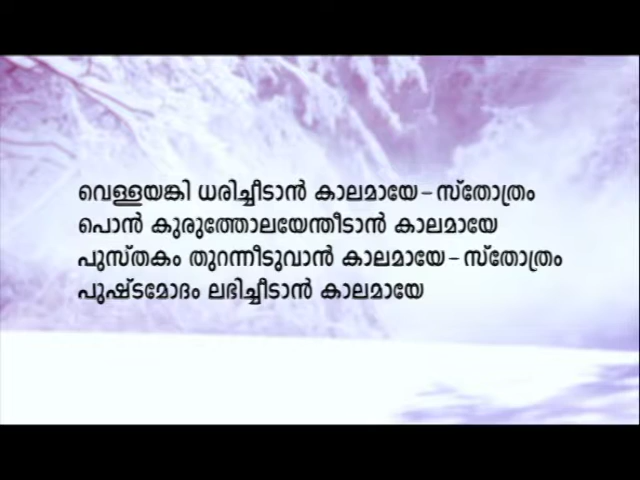 വെള്ളയങ്കി ധരിച്ചീടാൻ കാലമായേ - സ്തോത്രം
പൊൻ കുരുത്തോലയേന്തീടാൻ കാലമായേ
പുസ്തകം തുറന്നീടുവാൻ കാലമായേ - സ്തോത്രം
പുഷ്ടമോദം ലഭിച്ചീടാൻ കാലമായേ